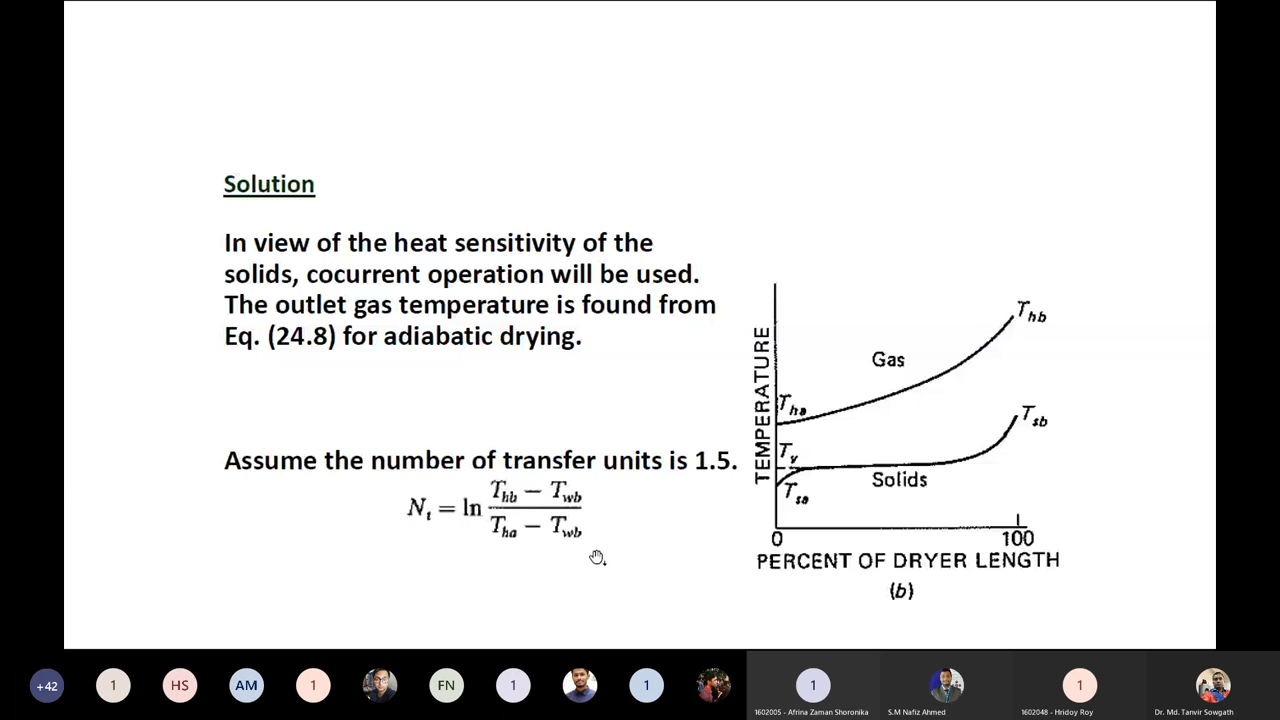 Solution
In view of the heat sensitivity of the
solids, cocurrent operation will be used.
The outlet gas temperature is found from
Eq. (24.8) for adiabatic drying.
Assume the number of transfer units is 1.5.
N_t = ln (T_hb − T_wb) / (T_ha − T_wb)
TEMPERATURE
T_hb
Gas
T_ha
T_sb
T_v
Solids
T_sa
0
100
PERCENT OF DRYER LENGTH
(b)
+42
1
HS
AM
1
FN
1
1
1
1
1602005 - Afrina Zaman Shoronika
S.M Nafiz Ahmed
1602048 - Hridoy Roy
Dr. Md. Tanvir Sowgath